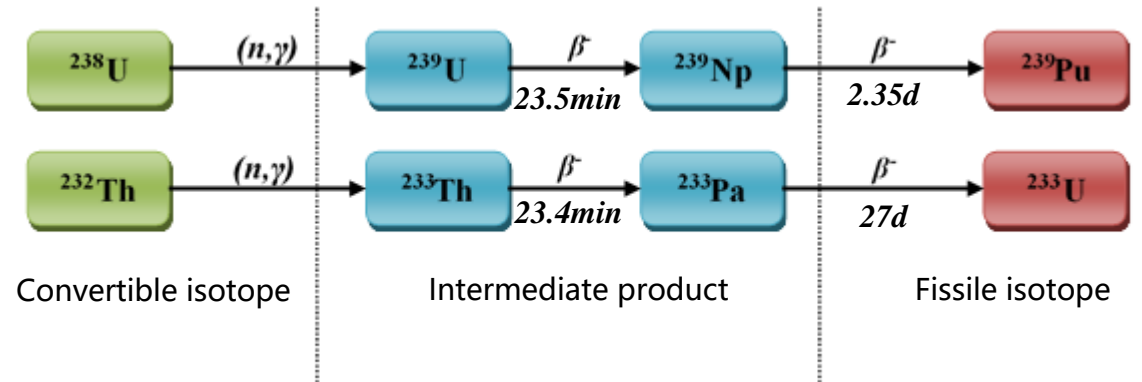 ²³⁸U (n,γ) ²³⁹U β⁻ ²³⁹Np β⁻ ²³⁹Pu
23.5min 2.35d
²³²Th (n,γ) ²³³Th β⁻ ²³³Pa β⁻ ²³³U
23.4min 27d
Convertible isotope Intermediate product Fissile isotope